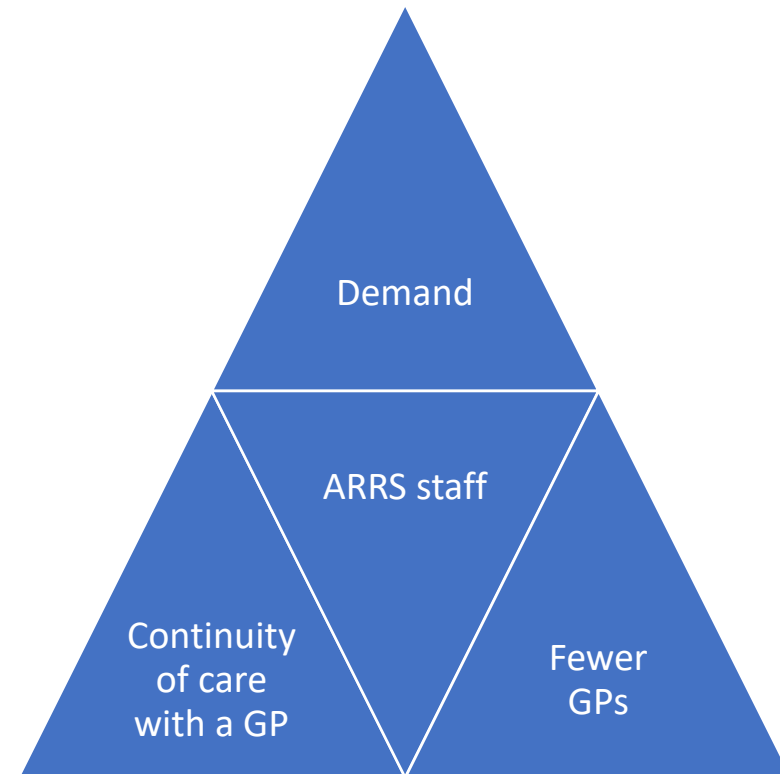 Demand
ARRS staff
Continuity
of care
with a GP
Fewer
GPs